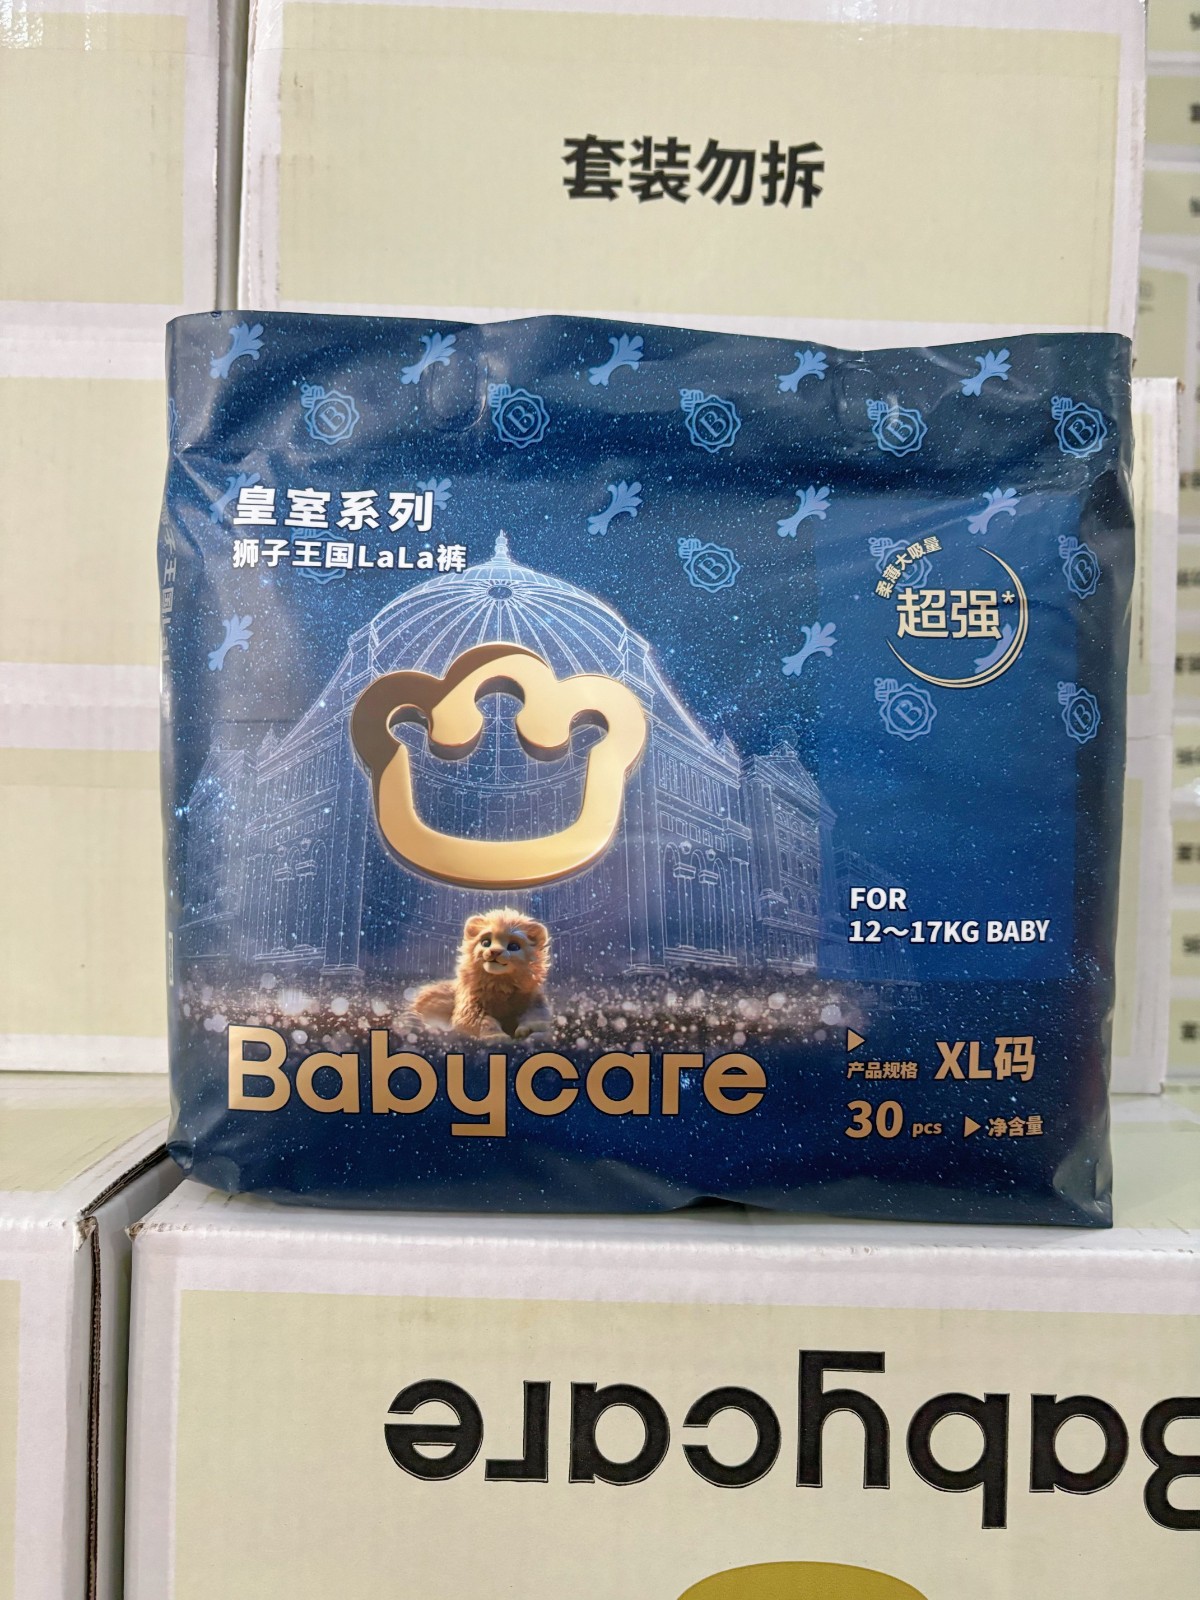 套装勿拆
皇室系列
狮子王国LaLa裤
柔薄大吸量
超强*
FOR
12～17KG BABY
Babycare
产品规格 XL码
30 pcs 净含量
Babycare